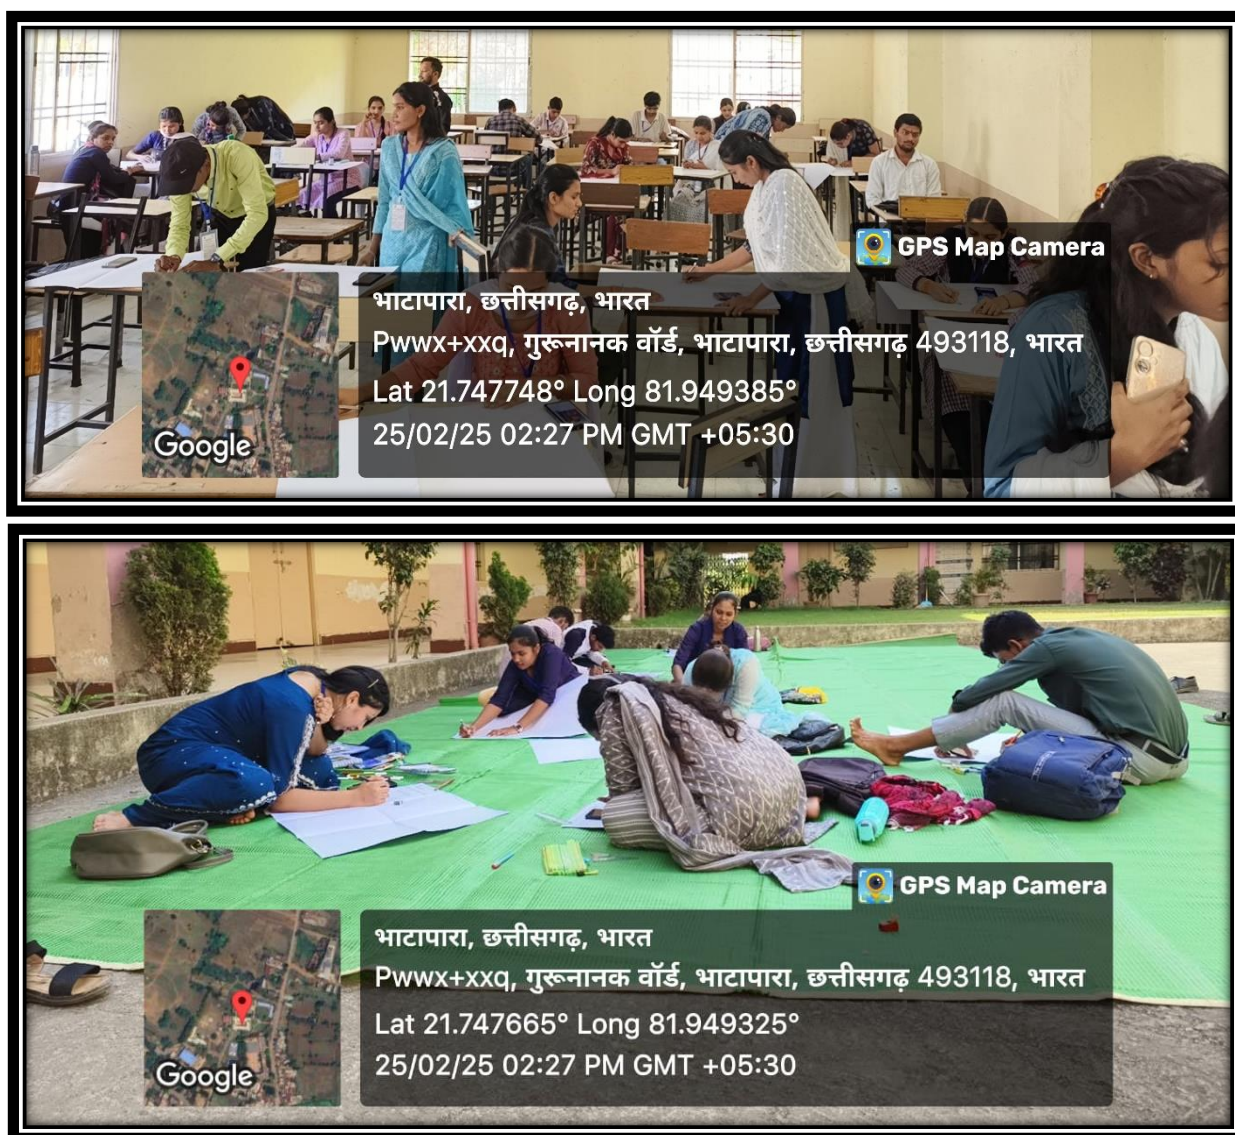 GPS Map Camera
भाटापारा, छत्तीसगढ़, भारत
Pwwx+xxq, गुरूनानक वॉर्ड, भाटापारा, छत्तीसगढ़ 493118, भारत
Lat 21.747748° Long 81.949385°
25/02/25 02:27 PM GMT +05:30
Google
GPS Map Camera
भाटापारा, छत्तीसगढ़, भारत
Pwwx+xxq, गुरूनानक वॉर्ड, भाटापारा, छत्तीसगढ़ 493118, भारत
Lat 21.747665° Long 81.949325°
25/02/25 02:27 PM GMT +05:30
Google